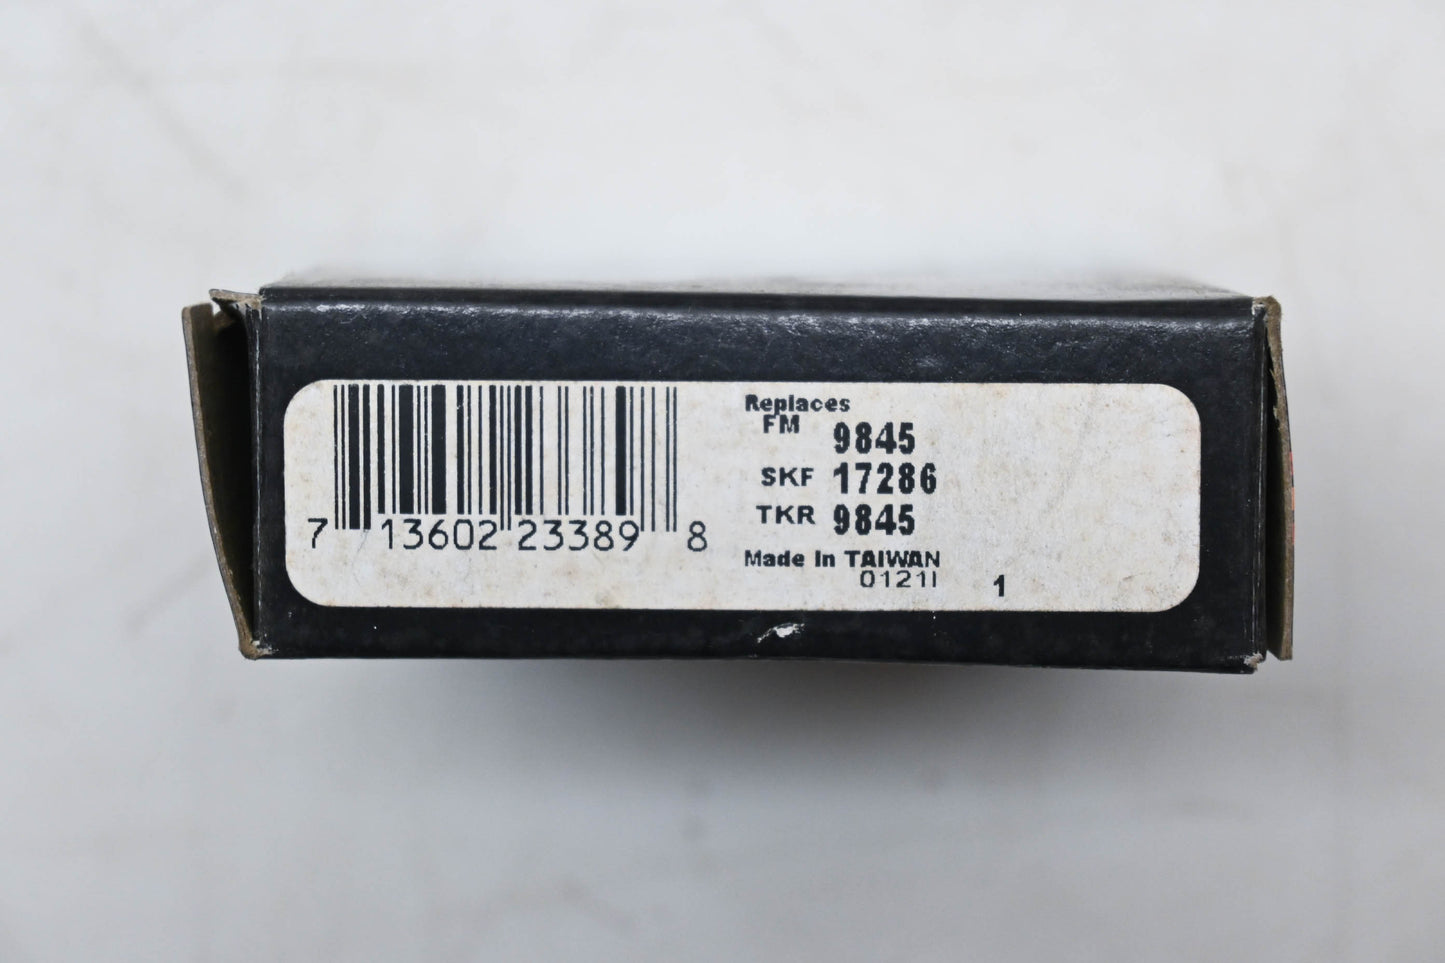 Replaces
FM 9845
SKF 17286
TKR 9845
Made In TAIWAN
0121I 1
7 13602 23389 8